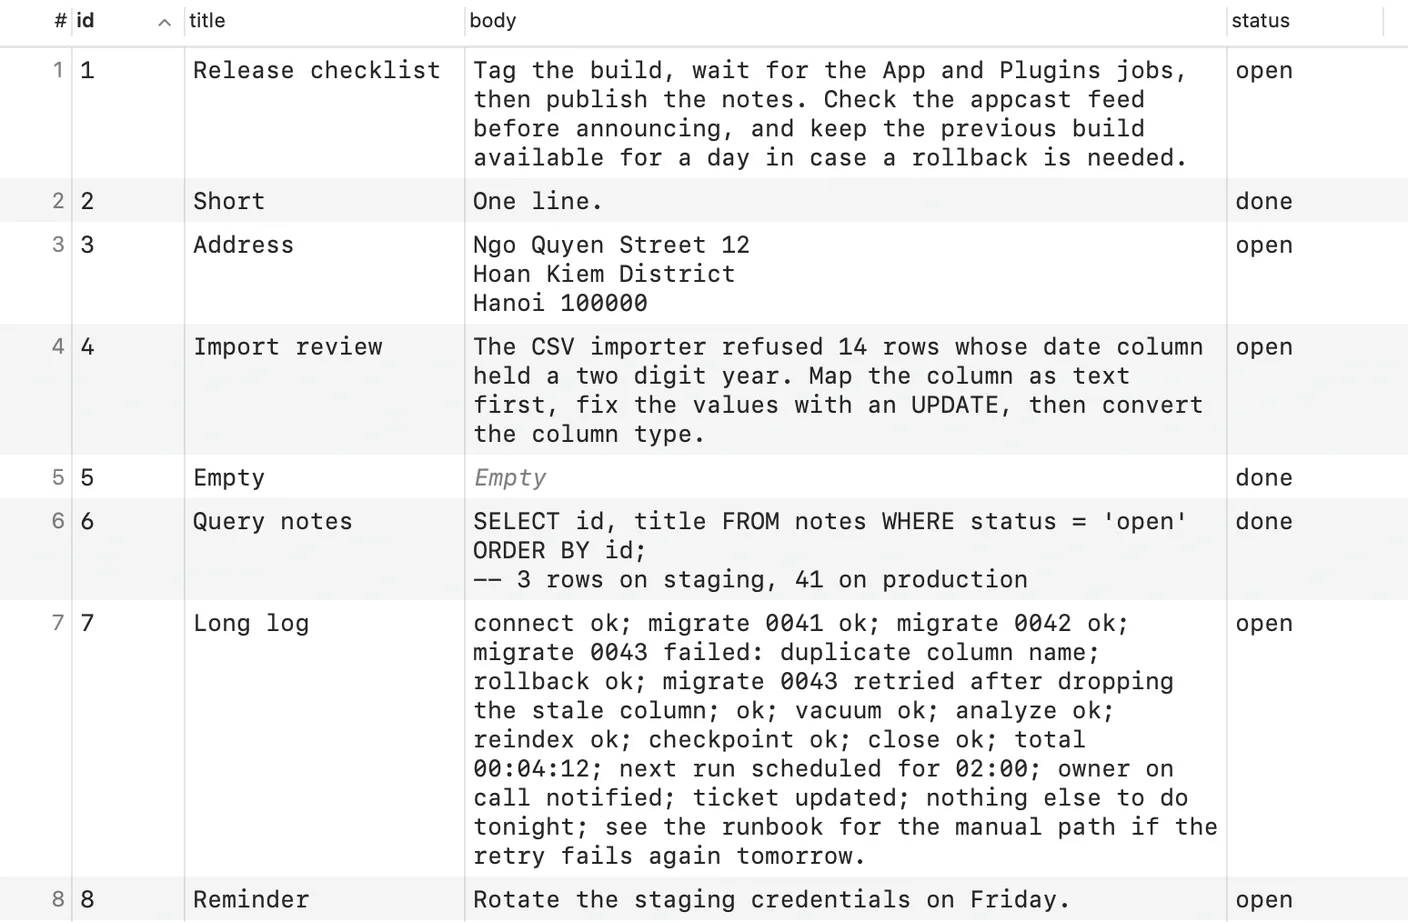 # id title body status
1 1 Release checklist Tag the build, wait for the App and Plugins jobs, open
then publish the notes. Check the appcast feed
before announcing, and keep the previous build
available for a day in case a rollback is needed.
2 2 Short One line. done
3 3 Address Ngo Quyen Street 12 open
Hoan Kiem District
Hanoi 100000
4 4 Import review The CSV importer refused 14 rows whose date column open
held a two digit year. Map the column as text
first, fix the values with an UPDATE, then convert
the column type.
5 5 Empty Empty done
6 6 Query notes SELECT id, title FROM notes WHERE status = 'open' done
ORDER BY id;
-- 3 rows on staging, 41 on production
7 7 Long log connect ok; migrate 0041 ok; migrate 0042 ok; open
migrate 0043 failed: duplicate column name;
rollback ok; migrate 0043 retried after dropping
the stale column; ok; vacuum ok; analyze ok;
reindex ok; checkpoint ok; close ok; total
00:04:12; next run scheduled for 02:00; owner on
call notified; ticket updated; nothing else to do
tonight; see the runbook for the manual path if the
retry fails again tomorrow.
8 8 Reminder Rotate the staging credentials on Friday. open